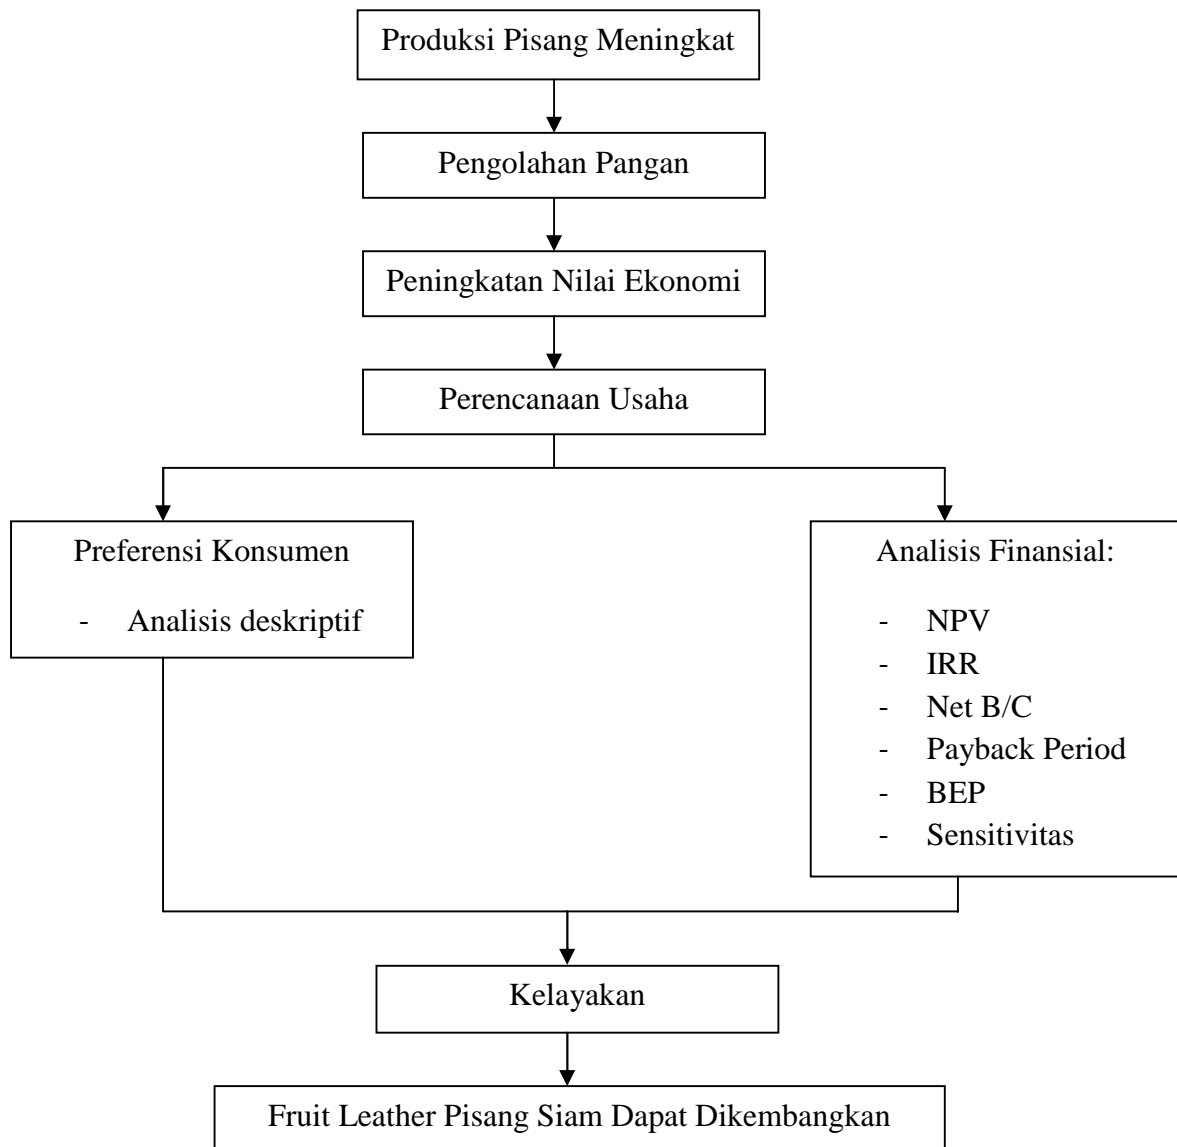 Produksi Pisang Meningkat
Pengolahan Pangan
Peningkatan Nilai Ekonomi
Perencanaan Usaha
Preferensi Konsumen
- Analisis deskriptif
Analisis Finansial:
- NPV
- IRR
- Net B/C
- Payback Period
- BEP
- Sensitivitas
Kelayakan
Fruit Leather Pisang Siam Dapat Dikembangkan